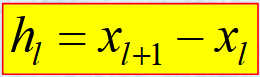 h_l = x_{l+1} − x_l